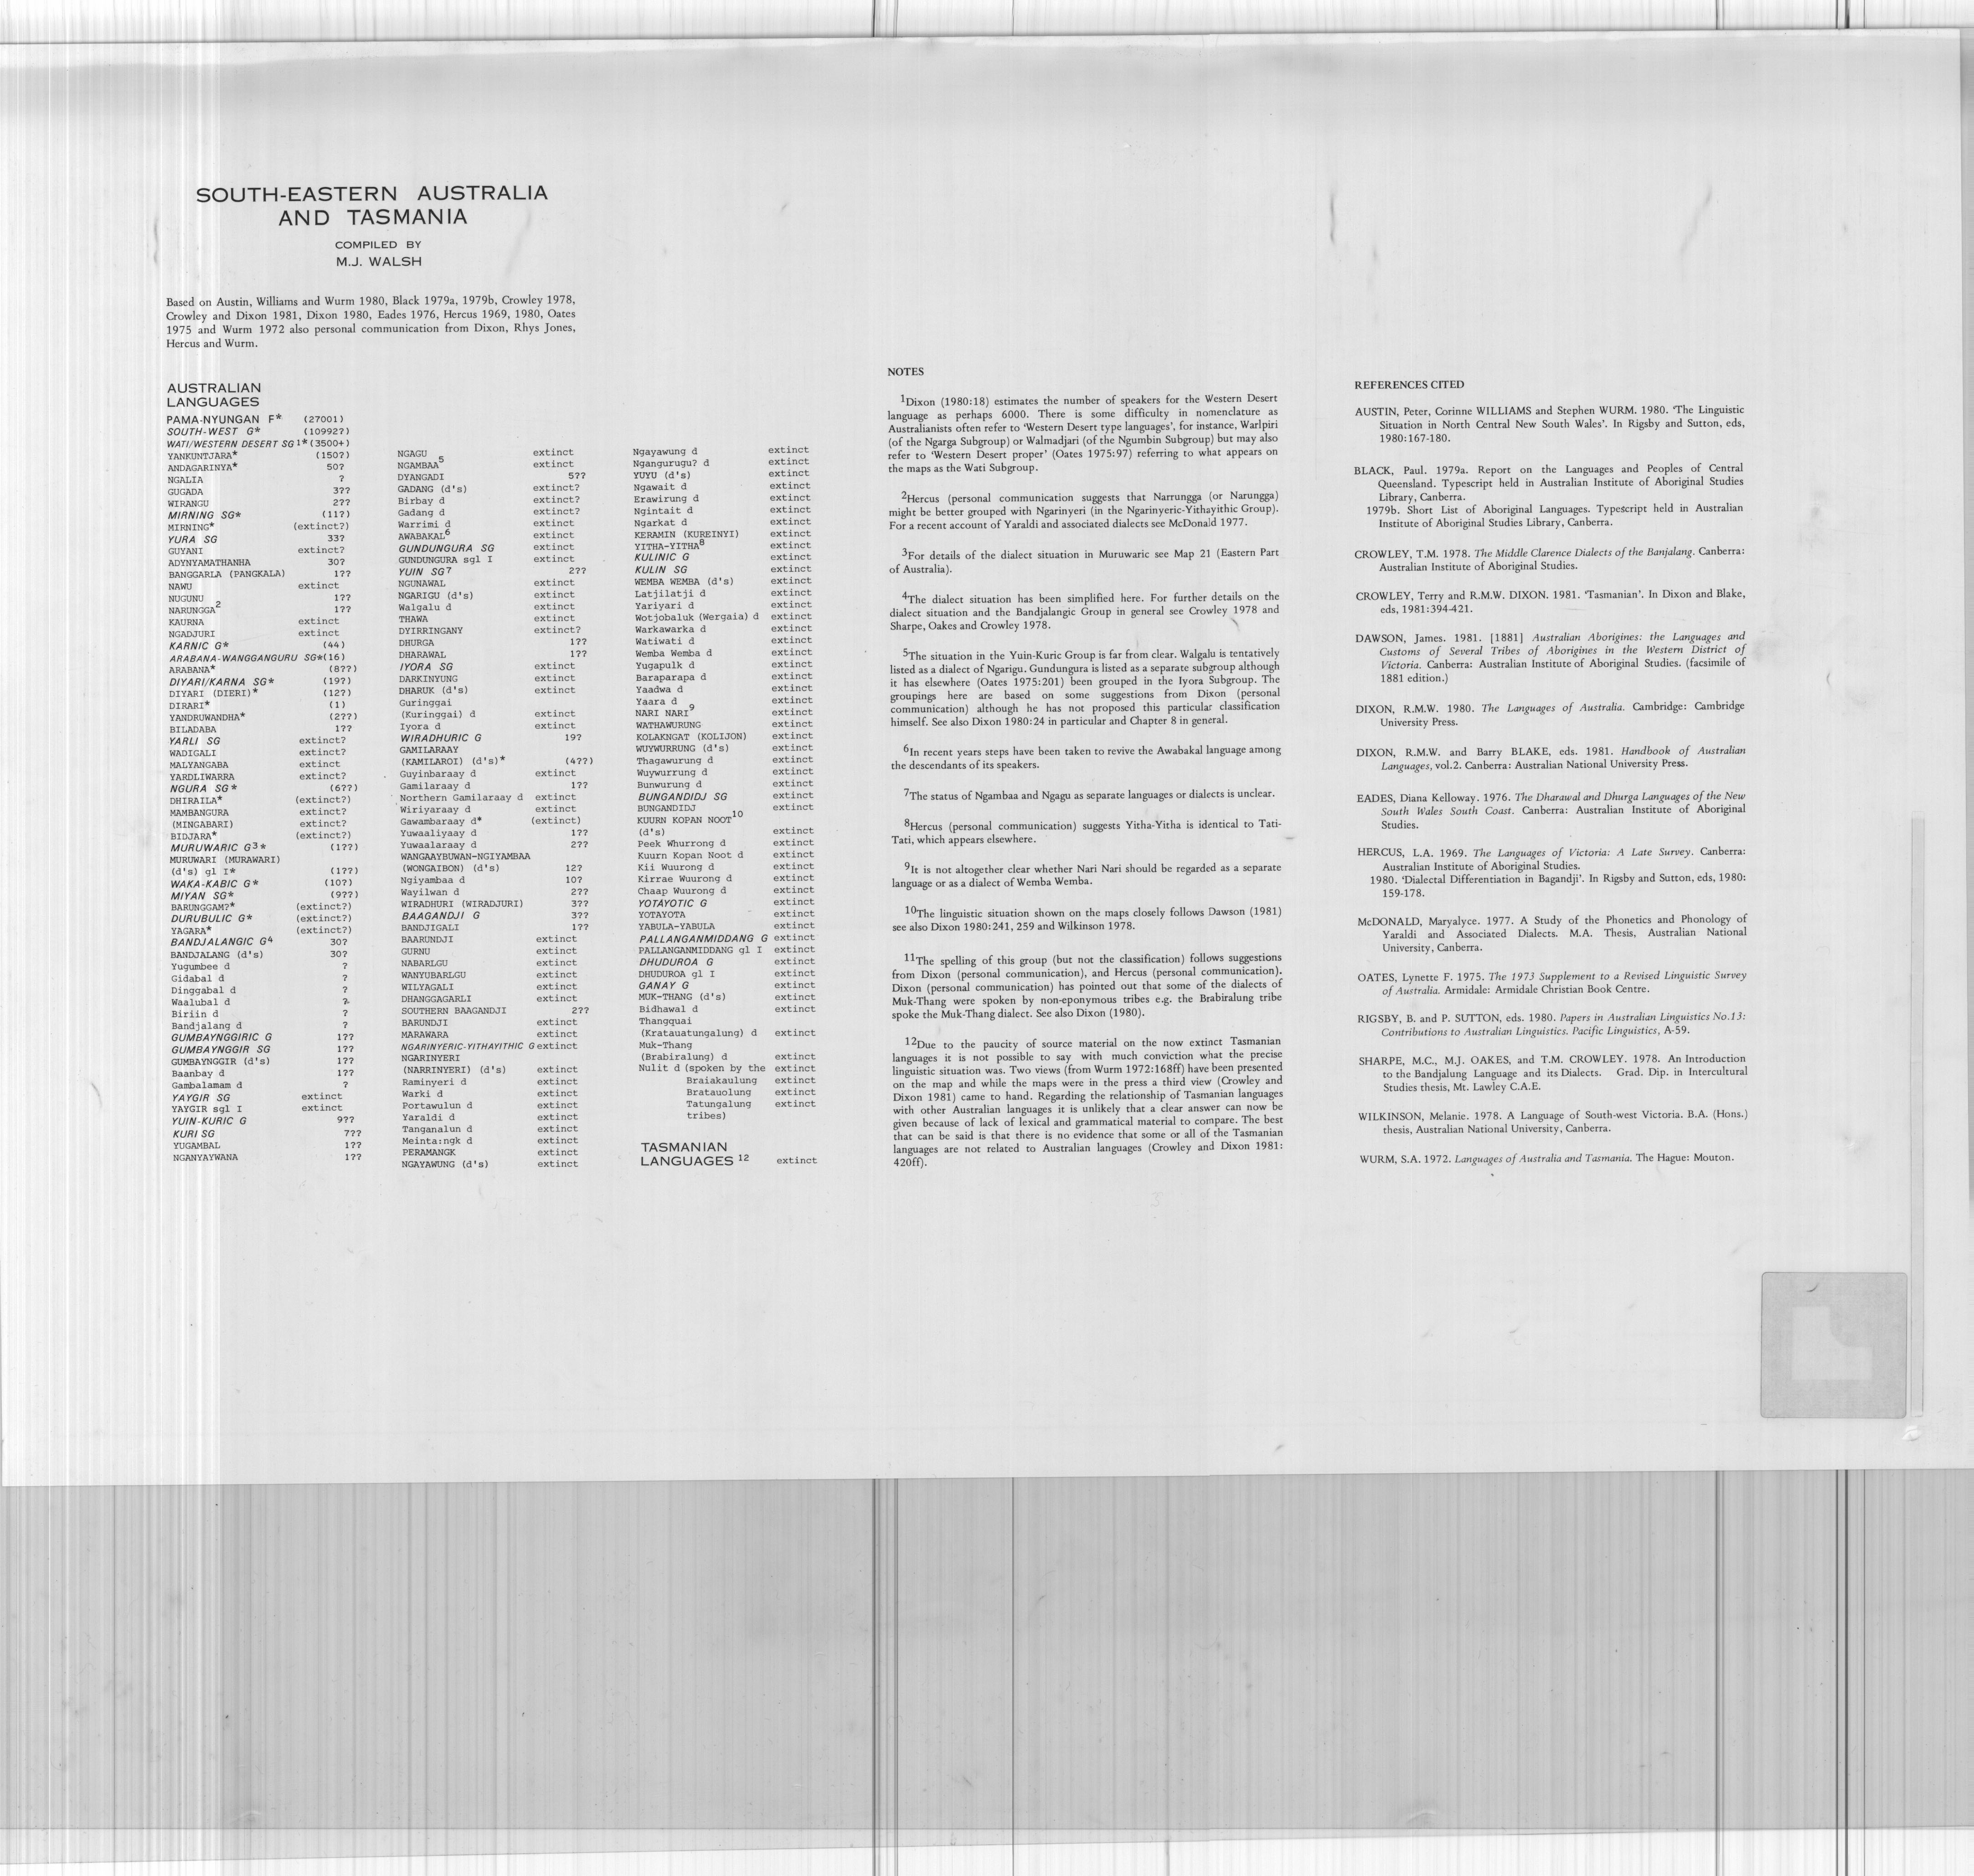 SOUTH-EASTERN AUSTRALIA
AND TASMANIA
COMPILED BY
M.J. WALSH
Based on Austin, Williams and Wurm 1980, Black 1979a, 1979b, Crowley 1978,
Crowley and Dixon 1981, Dixon 1980, Eades 1976, Hercus 1969, 1980, Oates
1975 and Wurm 1972 also personal communication from Dixon, Rhys Jones,
Hercus and Wurm.
AUSTRALIAN
LANGUAGES
PAMA-NYUNGAN F* (27001)
SOUTH-WEST G* (10992?)
WATI/WESTERN DESERT SG1*(3500+)
YANKUNTJARA* (150?)
ANDAGARINYA* 50?
NGALIA ?
GUGADA 3??
WIRANGU 2??
MIRNING SG* (11?)
MIRNING* (extinct?)
YURA SG 33?
GUYANI extinct?
ADYNYAMATHANHA 30?
BANGGARLA (PANGKALA) 1??
NAWU extinct
NUGUNU 1??
NARUNGGA2 1??
KAURNA extinct
NGADJURI extinct
KARNIC G* (44)
ARABANA-WANGGANGURU SG*(16)
ARABANA* (8??)
DIYARI/KARNA SG* (19?)
DIYARI (DIERI)* (12?)
DIRARI* (1)
YANDRUWANDHA* (2??)
BILADABA 1??
YARLI SG extinct?
WADIGALI extinct?
MALYANGABA extinct
YARDLIWARRA extinct?
NGURA SG* (6??)
DHIRAILA* (extinct?)
MAMBANGURA extinct?
(MINGABARI) extinct?
BIDJARA* (extinct?)
MURUWARIC G3* (1??)
MURUWARI (MURAWARI)
(d's) gl I* (1??)
WAKA-KABIC G* (10?)
MIYAN SG* (9??)
BARUNGGAM?* (extinct?)
DURUBULIC G* (extinct?)
YAGARA* (extinct?)
BANDJALANGIC G4 30?
BANDJALANG (d's) 30?
Yugumbee d ?
Gidabal d ?
Dinggabal d ?
Waalubal d ?
Biriin d ?
Bandjalang d ?
GUMBAYNGGIRIC G 1??
GUMBAYNGGIR SG 1??
GUMBAYNGGIR (d's) 1??
Baanbay d 1??
Gambalamam d ?
YAYGIR SG extinct
YAYGIR sgl I extinct
YUIN-KURIC G 9??
KURI SG 7??
YUGAMBAL 1??
NGANYAYWANA 1??
NGAGU extinct
NGAMBAA5 extinct
DYANGADI 5??
GADANG (d's) extinct?
Birbay d extinct?
Gadang d extinct?
Warrimi d extinct
AWABAKAL6 extinct
GUNDUNGURA SG extinct
GUNDUNGURA sgl I extinct
YUIN SG7 2??
NGUNAWAL extinct
NGARIGU (d's) extinct
Walgalu d extinct
THAWA extinct
DYIRRINGANY extinct?
DHURGA 1??
DHARAWAL 1??
IYORA SG extinct
DARKINYUNG extinct
DHARUK (d's) extinct
Guringgai
(Kuringgai) d extinct
Iyora d extinct
WIRADHURIC G 19?
GAMILARAAY
(KAMILAROI) (d's)* (4??)
Guyinbaraay d extinct
Gamilaraay d 1??
Northern Gamilaraay d extinct
Wiriyaraay d extinct
Gawambaraay d* (extinct)
Yuwaaliyaay d 1??
Yuwaalaraay d 2??
WANGAAYBUWAN-NGIYAMBAA
(WONGAIBON) (d's) 12?
Ngiyambaa d 10?
Wayilwan d 2??
WIRADHURI (WIRADJURI) 3??
BAAGANDJI G 3??
BANDJIGALI 1??
BAARUNDJI extinct
GURNU extinct
NABARLGU extinct
WANYUBARLGU extinct
WILYAGALI extinct
DHANGGAGARLI extinct
SOUTHERN BAAGANDJI 2??
BARUNDJI extinct
MARAWARA extinct
NGARINYERIC-YITHAYITHIC G extinct
NGARINYERI
(NARRINYERI) (d's) extinct
Raminyeri d extinct
Warki d extinct
Portawulun d extinct
Yaraldi d extinct
Tanganalun d extinct
Meinta:ngk d extinct
PERAMANGK extinct
NGAYAWUNG (d's) extinct
Ngayawung d extinct
Ngangurugu? d extinct
YUYU (d's) extinct
Ngawait d extinct
Erawirung d extinct
Ngintait d extinct
Ngarkat d extinct
KERAMIN (KUREINYI) extinct
YITHA-YITHA8 extinct
KULINIC G extinct
KULIN SG extinct
WEMBA WEMBA (d's) extinct
Latjilatji d extinct
Yariyari d extinct
Wotjobaluk (Wergaia) d extinct
Warkawarka d extinct
Watiwati d extinct
Wemba Wemba d extinct
Yugapulk d extinct
Baraparapa d extinct
Yaadwa d extinct
Yaara d extinct
NARI NARI9 extinct
WATHAWURUNG extinct
KOLAKNGAT (KOLIJON) extinct
WUYWURRUNG (d's) extinct
Thagawurung d extinct
Wuywurrung d extinct
Bunwurung d extinct
BUNGANDIDJ SG extinct
BUNGANDIDJ extinct
KUURN KOPAN NOOT10
(d's) extinct
Peek Whurrong d extinct
Kuurn Kopan Noot d extinct
Kii Wuurong d extinct
Kirrae Wuurong d extinct
Chaap Wuurong d extinct
YOTAYOTIC G extinct
YOTAYOTA extinct
YABULA-YABULA extinct
PALLANGANMIDDANG G extinct
PALLANGANMIDDANG gl I extinct
DHUDUROA G extinct
DHUDUROA gl I extinct
GANAY G extinct
MUK-THANG (d's) extinct
Bidhawal d extinct
Thangquai
(Kratauatungalung) d extinct
Muk-Thang
(Brabiralung) d extinct
Nulit d (spoken by the extinct
Braiakaulung extinct
Bratauolung extinct
Tatungalung extinct
tribes)
TASMANIAN
LANGUAGES 12 extinct
NOTES
1Dixon (1980:18) estimates the number of speakers for the Western Desert
language as perhaps 6000. There is some difficulty in nomenclature as
Australianists often refer to ‘Western Desert type languages’, for instance, Warlpiri
(of the Ngarga Subgroup) or Walmadjari (of the Ngumbin Subgroup) but may also
refer to ‘Western Desert proper’ (Oates 1975:97) referring to what appears on
the maps as the Wati Subgroup.
2Hercus (personal communication suggests that Narrungga (or Narungga)
might be better grouped with Ngarinyeri (in the Ngarinyeric-Yithayithic Group).
For a recent account of Yaraldi and associated dialects see McDonald 1977.
3For details of the dialect situation in Muruwaric see Map 21 (Eastern Part
of Australia).
4The dialect situation has been simplified here. For further details on the
dialect situation and the Bandjalangic Group in general see Crowley 1978 and
Sharpe, Oakes and Crowley 1978.
5The situation in the Yuin-Kuric Group is far from clear. Walgalu is tentatively
listed as a dialect of Ngarigu. Gundungura is listed as a separate subgroup although
it has elsewhere (Oates 1975:201) been grouped in the Iyora Subgroup. The
groupings here are based on some suggestions from Dixon (personal
communication) although he has not proposed this particular classification
himself. See also Dixon 1980:24 in particular and Chapter 8 in general.
6In recent years steps have been taken to revive the Awabakal language among
the descendants of its speakers.
7The status of Ngambaa and Ngagu as separate languages or dialects is unclear.
8Hercus (personal communication) suggests Yitha-Yitha is identical to Tati-
Tati, which appears elsewhere.
9It is not altogether clear whether Nari Nari should be regarded as a separate
language or as a dialect of Wemba Wemba.
10The linguistic situation shown on the maps closely follows Dawson (1981)
see also Dixon 1980:241, 259 and Wilkinson 1978.
11The spelling of this group (but not the classification) follows suggestions
from Dixon (personal communication), and Hercus (personal communication).
Dixon (personal communication) has pointed out that some of the dialects of
Muk-Thang were spoken by non-eponymous tribes e.g. the Brabiralung tribe
spoke the Muk-Thang dialect. See also Dixon (1980).
12Due to the paucity of source material on the now extinct Tasmanian
languages it is not possible to say with much conviction what the precise
linguistic situation was. Two views (from Wurm 1972:168ff) have been presented
on the map and while the maps were in the press a third view (Crowley and
Dixon 1981) came to hand. Regarding the relationship of Tasmanian languages
with other Australian languages it is unlikely that a clear answer can now be
given because of lack of lexical and grammatical material to compare. The best
that can be said is that there is no evidence that some or all of the Tasmanian
languages are not related to Australian languages (Crowley and Dixon 1981:
420ff).
REFERENCES CITED
AUSTIN, Peter, Corinne WILLIAMS and Stephen WURM. 1980. ‘The Linguistic
Situation in North Central New South Wales’. In Rigsby and Sutton, eds,
1980:167-180.
BLACK, Paul. 1979a. Report on the Languages and Peoples of Central
Queensland. Typescript held in Australian Institute of Aboriginal Studies
Library, Canberra.
1979b. Short List of Aboriginal Languages. Typescript held in Australian
Institute of Aboriginal Studies Library, Canberra.
CROWLEY, T.M. 1978. The Middle Clarence Dialects of the Banjalang. Canberra:
Australian Institute of Aboriginal Studies.
CROWLEY, Terry and R.M.W. DIXON. 1981. ‘Tasmanian’. In Dixon and Blake,
eds, 1981:394-421.
DAWSON, James. 1981. [1881] Australian Aborigines: the Languages and
Customs of Several Tribes of Aborigines in the Western District of
Victoria. Canberra: Australian Institute of Aboriginal Studies. (facsimile of
1881 edition.)
DIXON, R.M.W. 1980. The Languages of Australia. Cambridge: Cambridge
University Press.
DIXON, R.M.W. and Barry BLAKE, eds. 1981. Handbook of Australian
Languages, vol.2. Canberra: Australian National University Press.
EADES, Diana Kelloway. 1976. The Dharawal and Dhurga Languages of the New
South Wales South Coast. Canberra: Australian Institute of Aboriginal
Studies.
HERCUS, L.A. 1969. The Languages of Victoria: A Late Survey. Canberra:
Australian Institute of Aboriginal Studies.
1980. ‘Dialectal Differentiation in Bagandji’. In Rigsby and Sutton, eds, 1980:
159-178.
McDONALD, Maryalyce. 1977. A Study of the Phonetics and Phonology of
Yaraldi and Associated Dialects. M.A. Thesis, Australian National
University, Canberra.
OATES, Lynette F. 1975. The 1973 Supplement to a Revised Linguistic Survey
of Australia. Armidale: Armidale Christian Book Centre.
RIGSBY, B. and P. SUTTON, eds. 1980. Papers in Australian Linguistics No.13:
Contributions to Australian Linguistics. Pacific Linguistics, A-59.
SHARPE, M.C., M.J. OAKES, and T.M. CROWLEY. 1978. An Introduction
to the Bandjalung Language and its Dialects. Grad. Dip. in Intercultural
Studies thesis, Mt. Lawley C.A.E.
WILKINSON, Melanie. 1978. A Language of South-west Victoria. B.A. (Hons.)
thesis, Australian National University, Canberra.
WURM, S.A. 1972. Languages of Australia and Tasmania. The Hague: Mouton.